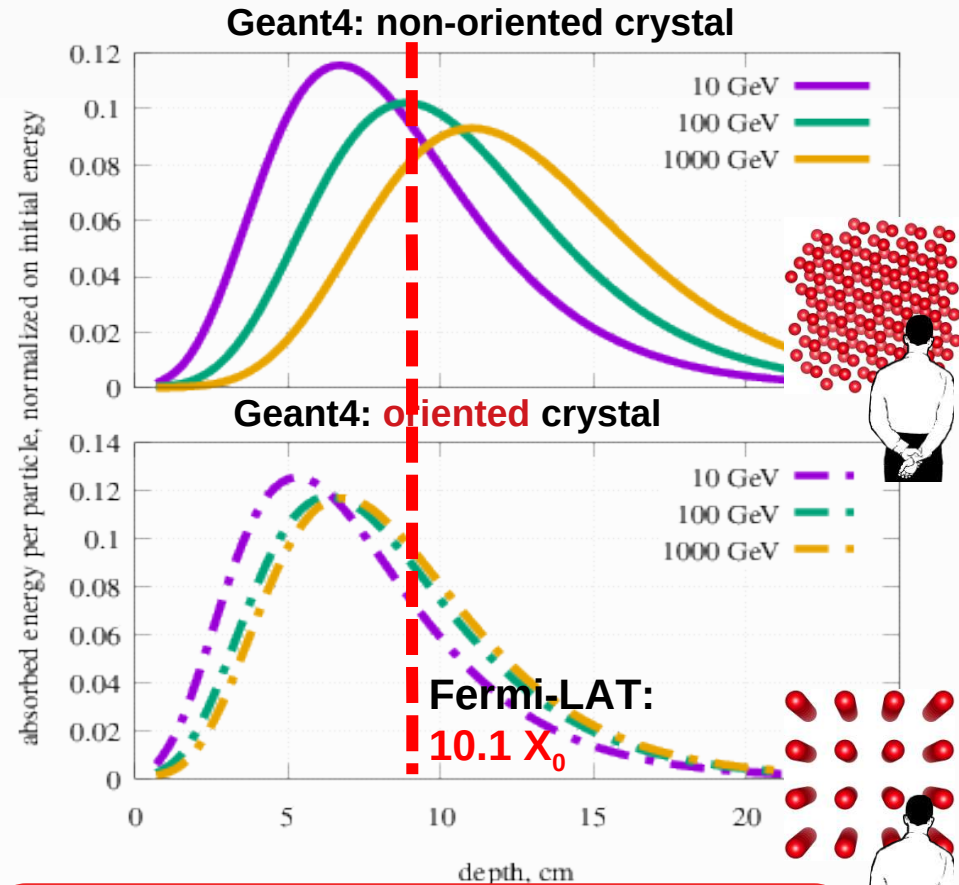 Geant4: non-oriented crystal
0.12
0.1
0.08
0.06
0.04
0.02
0
10 GeV
100 GeV
1000 GeV
absorbed energy per particle, normalized on initial energy
Geant4: oriented crystal
0.14
0.12
0.1
0.08
0.06
0.04
0.02
0
10 GeV
100 GeV
1000 GeV
Fermi-LAT:
10.1 X₀
0 5 10 15 20
depth, cm